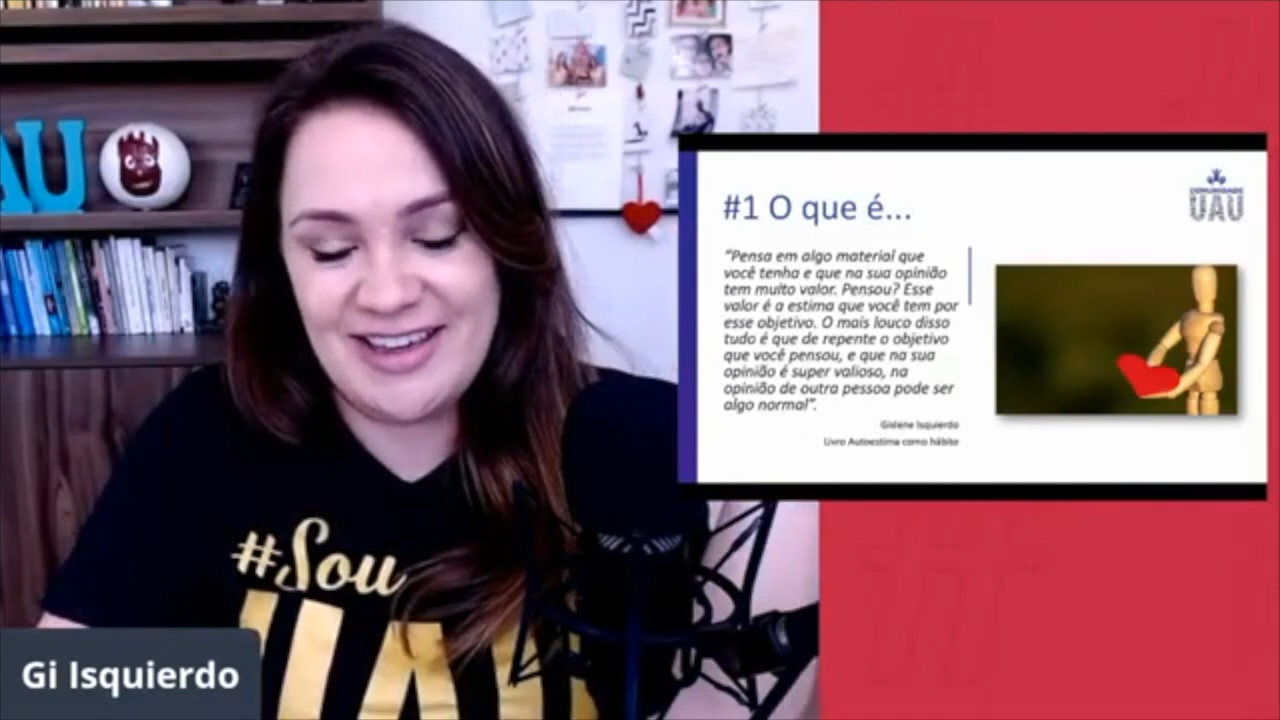 AU
#1 O que é...
COMUNIDADE
UAU
"Pensa em algo material que
você tenha e que na sua opinião
tem muito valor. Pensou? Esse
valor é a estima que você tem por
esse objetivo. O mais louco disso
tudo é que de repente o objetivo
que você pensou, e que na sua
opinião é super valioso, na
opinião de outra pessoa pode ser
algo normal".
Gislene Isquierdo
Livro Autoestima como hábito
#Sou
UAU
Gi Isquierdo